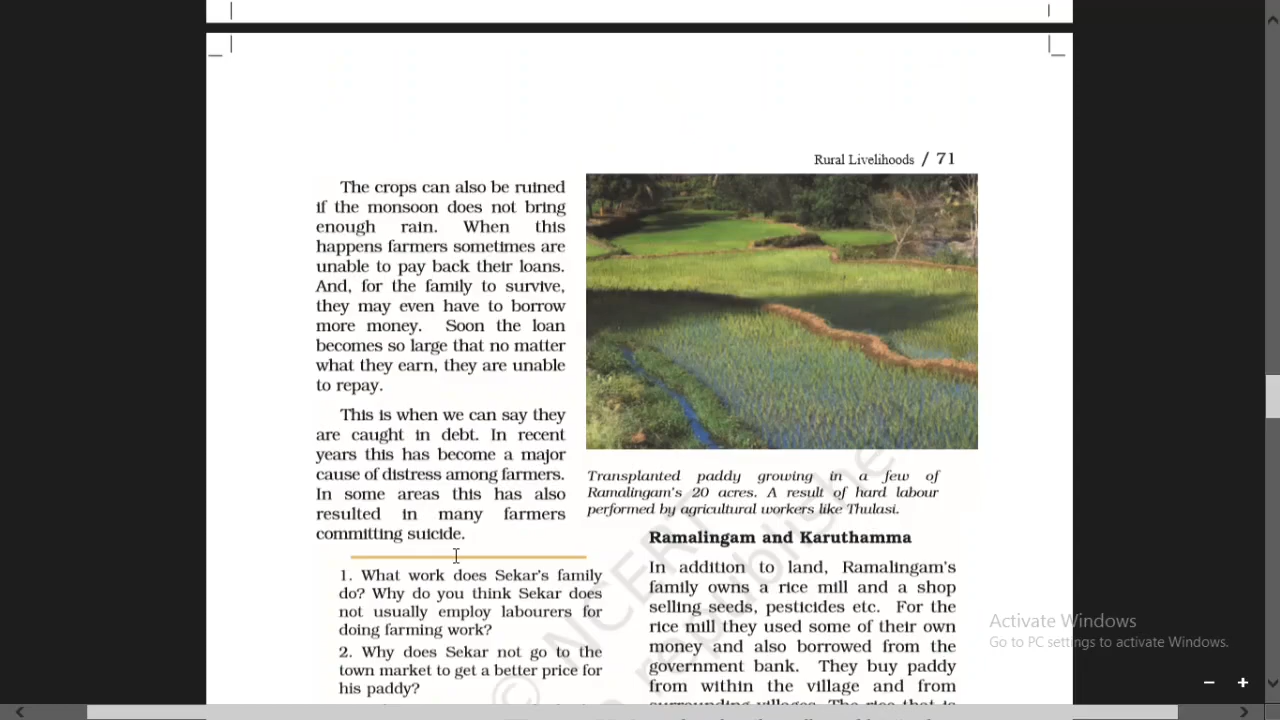 Rural Livelihoods / 71
The crops can also be ruined
if the monsoon does not bring
enough rain. When this
happens farmers sometimes are
unable to pay back their loans.
And, for the family to survive,
they may even have to borrow
more money. Soon the loan
becomes so large that no matter
what they earn, they are unable
to repay.
This is when we can say they
are caught in debt. In recent
years this has become a major
cause of distress among farmers.
In some areas this has also
resulted in many farmers
committing suicide.
1. What work does Sekar's family
do? Why do you think Sekar does
not usually employ labourers for
doing farming work?
2. Why does Sekar not go to the
town market to get a better price for
his paddy?
Transplanted paddy growing in a few of
Ramalingam's 20 acres. A result of hard labour
performed by agricultural workers like Thulasi.
Ramalingam and Karuthamma
In addition to land, Ramalingam's
family owns a rice mill and a shop
selling seeds, pesticides etc. For the
rice mill they used some of their own
money and also borrowed from the
government bank. They buy paddy
from within the village and from
surrounding villages. The rice that is
© NCERT
republished
Activate Windows
Go to PC settings to activate Windows.